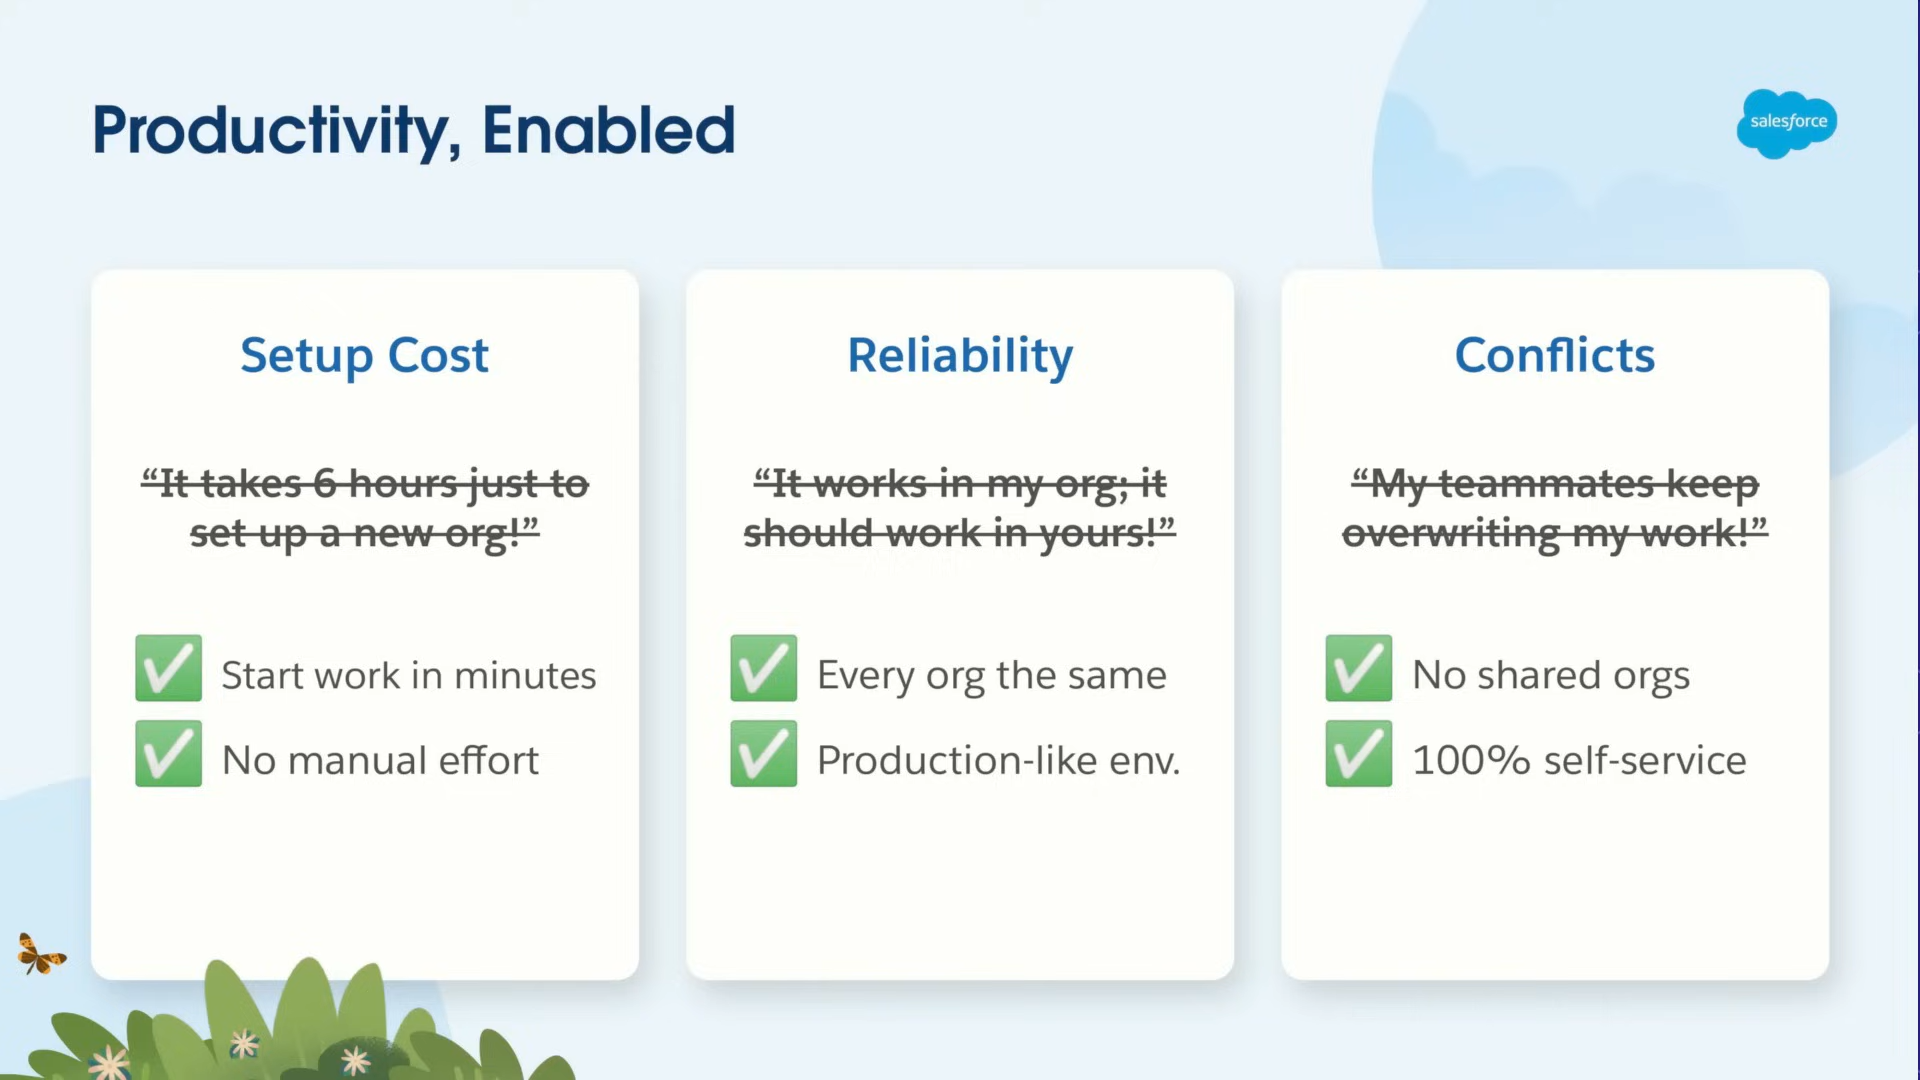 Productivity, Enabled
salesforce
Setup Cost
“It takes 6 hours just to
set up a new org!”
✅ Start work in minutes
✅ No manual effort
Reliability
“It works in my org; it
should work in yours!”
✅ Every org the same
✅ Production-like env.
Conflicts
“My teammates keep
overwriting my work!”
✅ No shared orgs
✅ 100% self-service